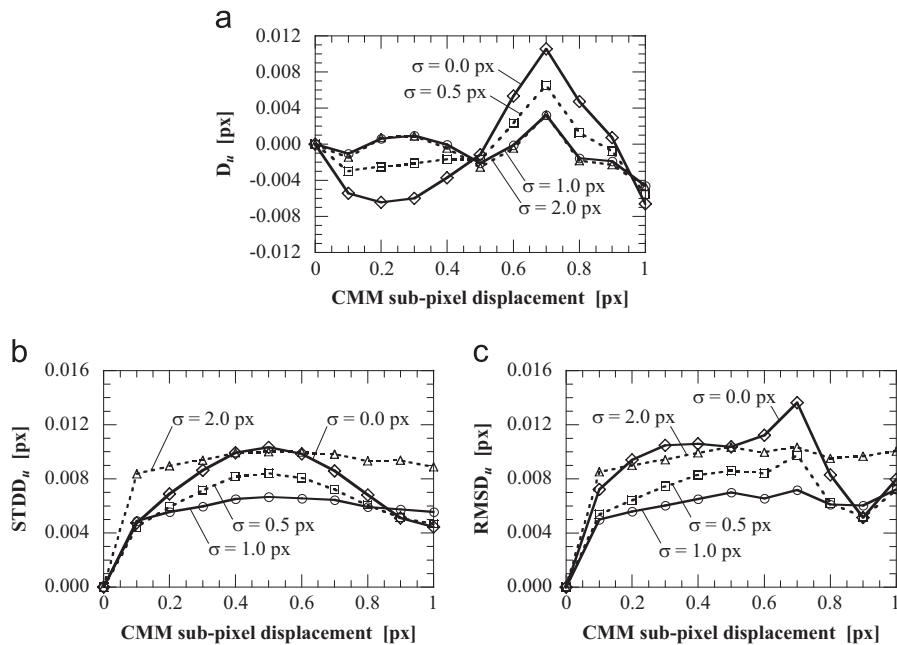 a
0.012
0.008
0.004
0.000
-0.004
-0.008
-0.012
D_u [px]
σ = 0.0 px
σ = 0.5 px
σ = 1.0 px
σ = 2.0 px
0 0.2 0.4 0.6 0.8 1
CMM sub-pixel displacement [px]
b
0.016
0.012
0.008
0.004
0.000
STDD_u [px]
σ = 2.0 px
σ = 0.0 px
σ = 0.5 px
σ = 1.0 px
0 0.2 0.4 0.6 0.8 1
CMM sub-pixel displacement [px]
c
0.016
0.012
0.008
0.004
0.000
RMSD_u [px]
σ = 0.0 px
σ = 2.0 px
σ = 0.5 px
σ = 1.0 px
0 0.2 0.4 0.6 0.8 1
CMM sub-pixel displacement [px]